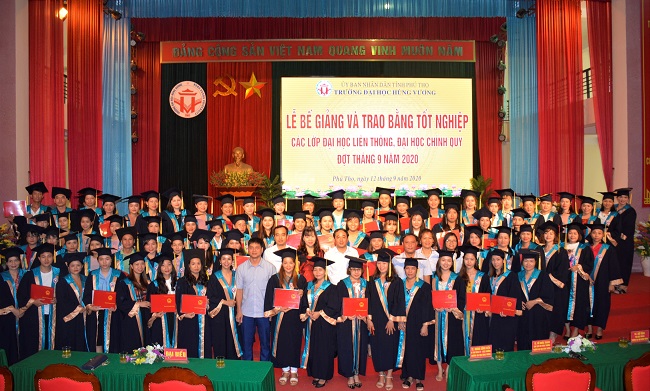 ĐẢNG CỘNG SẢN VIỆT NAM QUANG VINH MUÔN NĂM
ỦY BAN NHÂN DÂN TỈNH PHÚ THỌ
TRƯỜNG ĐẠI HỌC HÙNG VƯƠNG
LỄ BẾ GIẢNG VÀ TRAO BẰNG TỐT NGHIỆP
CÁC LỚP ĐẠI HỌC LIÊN THÔNG, ĐẠI HỌC CHÍNH QUY
ĐỢT THÁNG 9 NĂM 2020
Phú Thọ, ngày 12 tháng 9 năm 2020
ĐẠI BIỂU